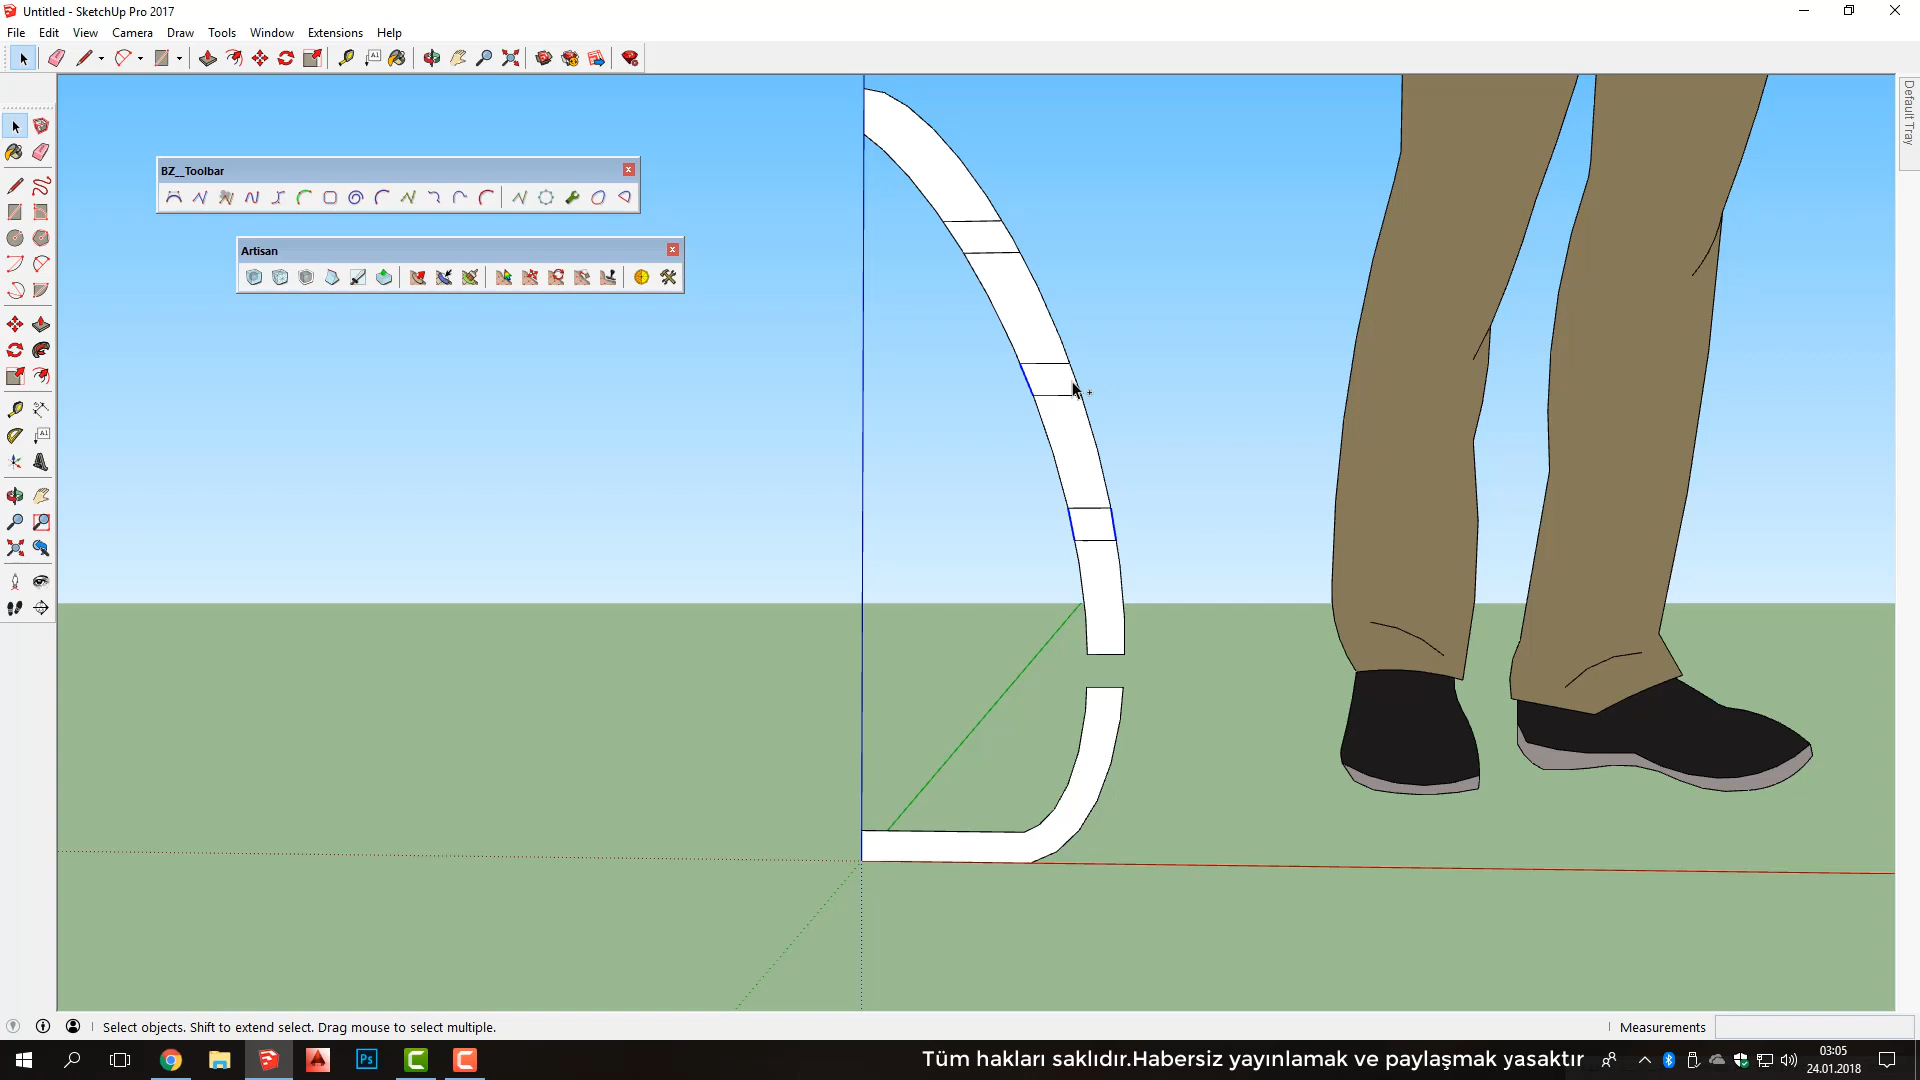 Untitled - SketchUp Pro 2017
File Edit View Camera Draw Tools Window Extensions Help
Default Tray
BZ__Toolbar
Artisan
Select objects. Shift to extend select. Drag mouse to select multiple.
Measurements
Tüm hakları saklıdır.Habersiz yayınlamak ve paylaşmak yasaktır
03:05
24.01.2018
Ps